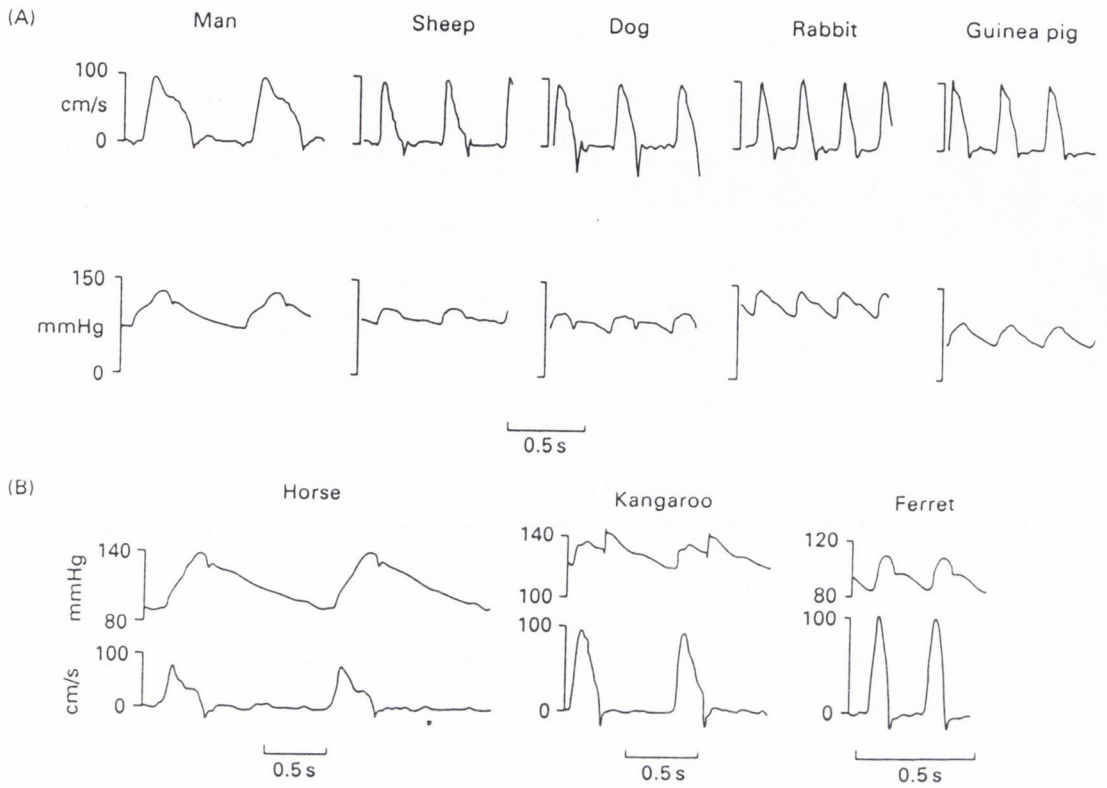 (A)
Man
Sheep
Dog
Rabbit
Guinea pig
100
cm/s
0
150
mmHg
0
0.5 s
(B)
Horse
Kangaroo
Ferret
140
mmHg
80
140
100
120
80
100
cm/s
0
100
0
100
0
0.5 s
0.5 s
0.5 s